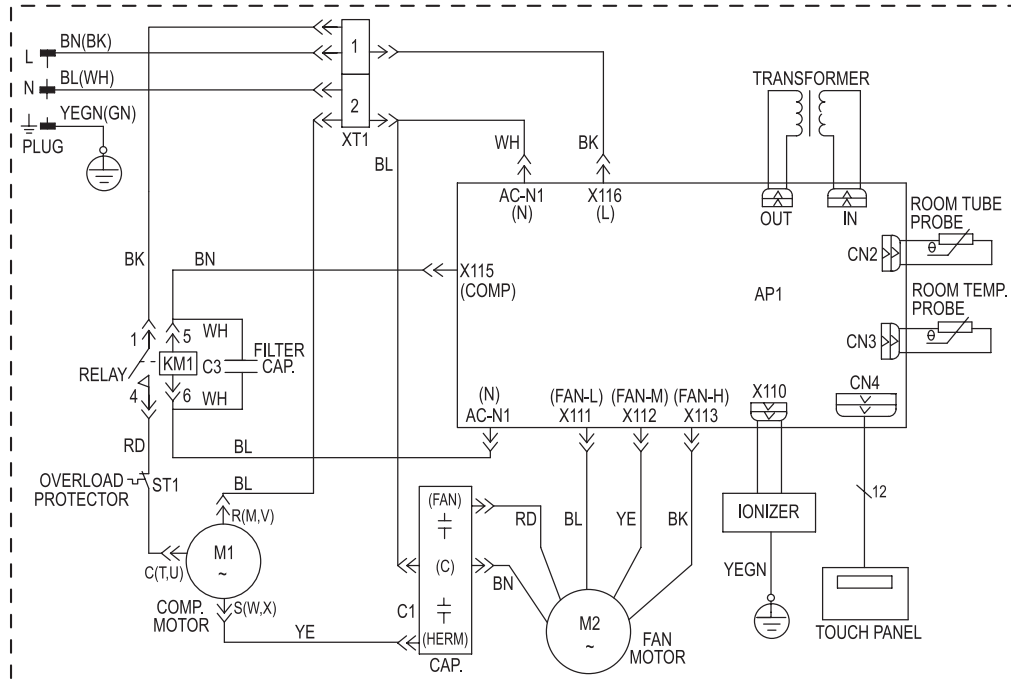 L
BN(BK)
N
BL(WH)
YEGN(GN)
PLUG
1
2
XT1
BL
WH
BK
TRANSFORMER
AC-N1
(N)
X116
(L)
OUT
IN
ROOM TUBE
PROBE
CN2
θ
BK
BN
X115
(COMP)
AP1
ROOM TEMP.
PROBE
CN3
θ
1
5
WH
RELAY
KM1
C3
FILTER
CAP.
4
6
WH
(N)
AC-N1
(FAN-L)
X111
(FAN-M)
X112
(FAN-H)
X113
X110
CN4
RD
BL
OVERLOAD
PROTECTOR
ST1
BL
R(M,V)
(FAN)
RD
BL
YE
BK
IONIZER
12
M1
~
C(T,U)
(C)
BN
YEGN
COMP.
MOTOR
S(W,X)
YE
C1
(HERM)
CAP.
M2
~
FAN
MOTOR
TOUCH PANEL